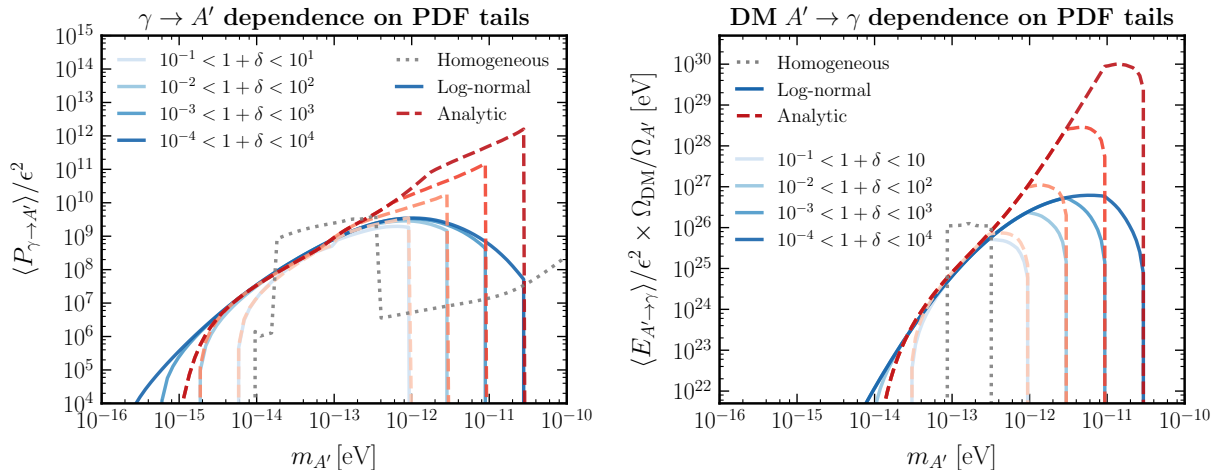 γ → A′ dependence on PDF tails
10^15
10^14
10^13
10^12
10^11
10^10
10^9
10^8
10^7
10^6
10^5
10^4
⟨P_{γ→A′}⟩/ϵ^2
10^−1 < 1 + δ < 10^1
10^−2 < 1 + δ < 10^2
10^−3 < 1 + δ < 10^3
10^−4 < 1 + δ < 10^4
Homogeneous
Log-normal
Analytic
10^−16 10^−15 10^−14 10^−13 10^−12 10^−11 10^−10
m_{A′} [eV]
DM A′ → γ dependence on PDF tails
10^30
10^29
10^28
10^27
10^26
10^25
10^24
10^23
10^22
⟨E_{A′→γ}⟩/ϵ^2 × Ω_{DM}/Ω_{A′} [eV]
Homogeneous
Log-normal
Analytic
10^−1 < 1 + δ < 10
10^−2 < 1 + δ < 10^2
10^−3 < 1 + δ < 10^3
10^−4 < 1 + δ < 10^4
10^−16 10^−15 10^−14 10^−13 10^−12 10^−11 10^−10
m_{A′} [eV]